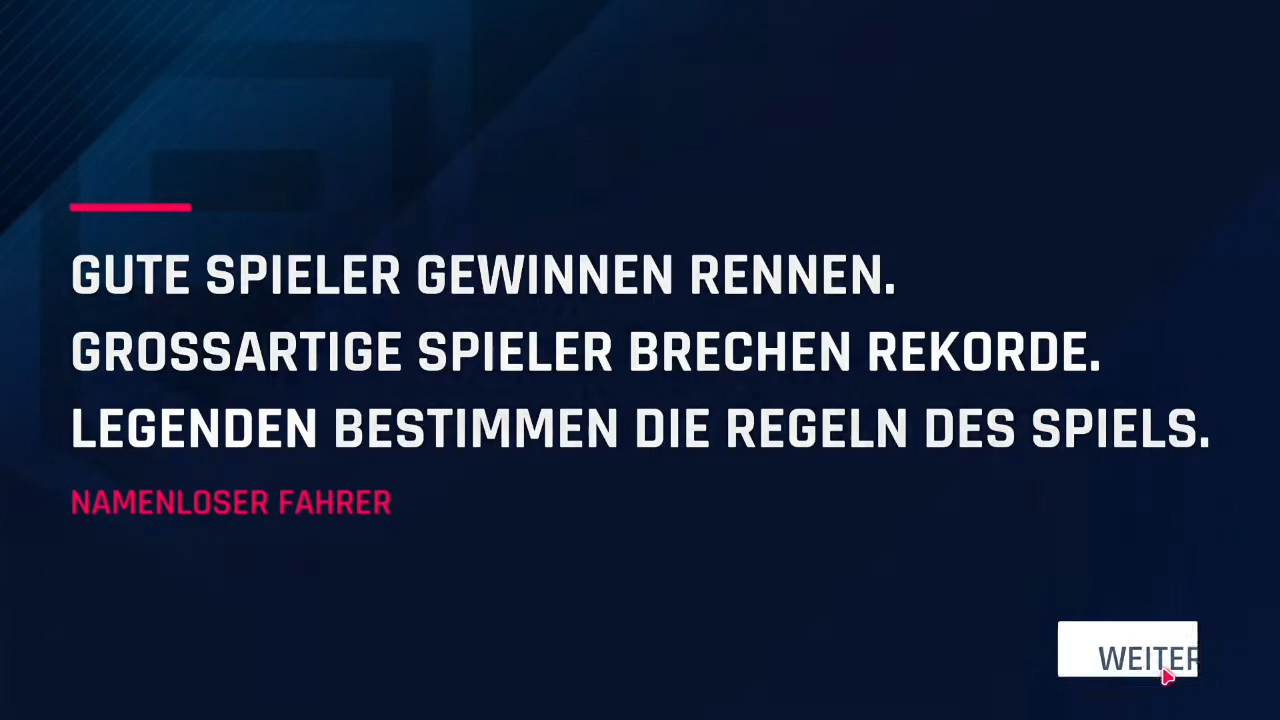 GUTE SPIELER GEWINNEN RENNEN.
GROSSARTIGE SPIELER BRECHEN REKORDE.
LEGENDEN BESTIMMEN DIE REGELN DES SPIELS.
NAMENLOSER FAHRER
WEITER